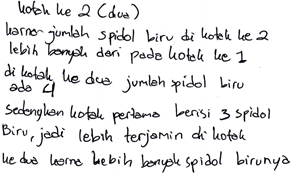 kotak ke 2 (dua)
karna jumlah spidol biru di kotak ke 2
lebih banyak dari pada kotak ke 1
di kotak ke dua jumlah spidol biru
ada 4
sedengkan kotak pertama berisi 3 spidol
Biru, jadi lebih terjamin di kotak
ke dua karna lebih banyak spidol birunya